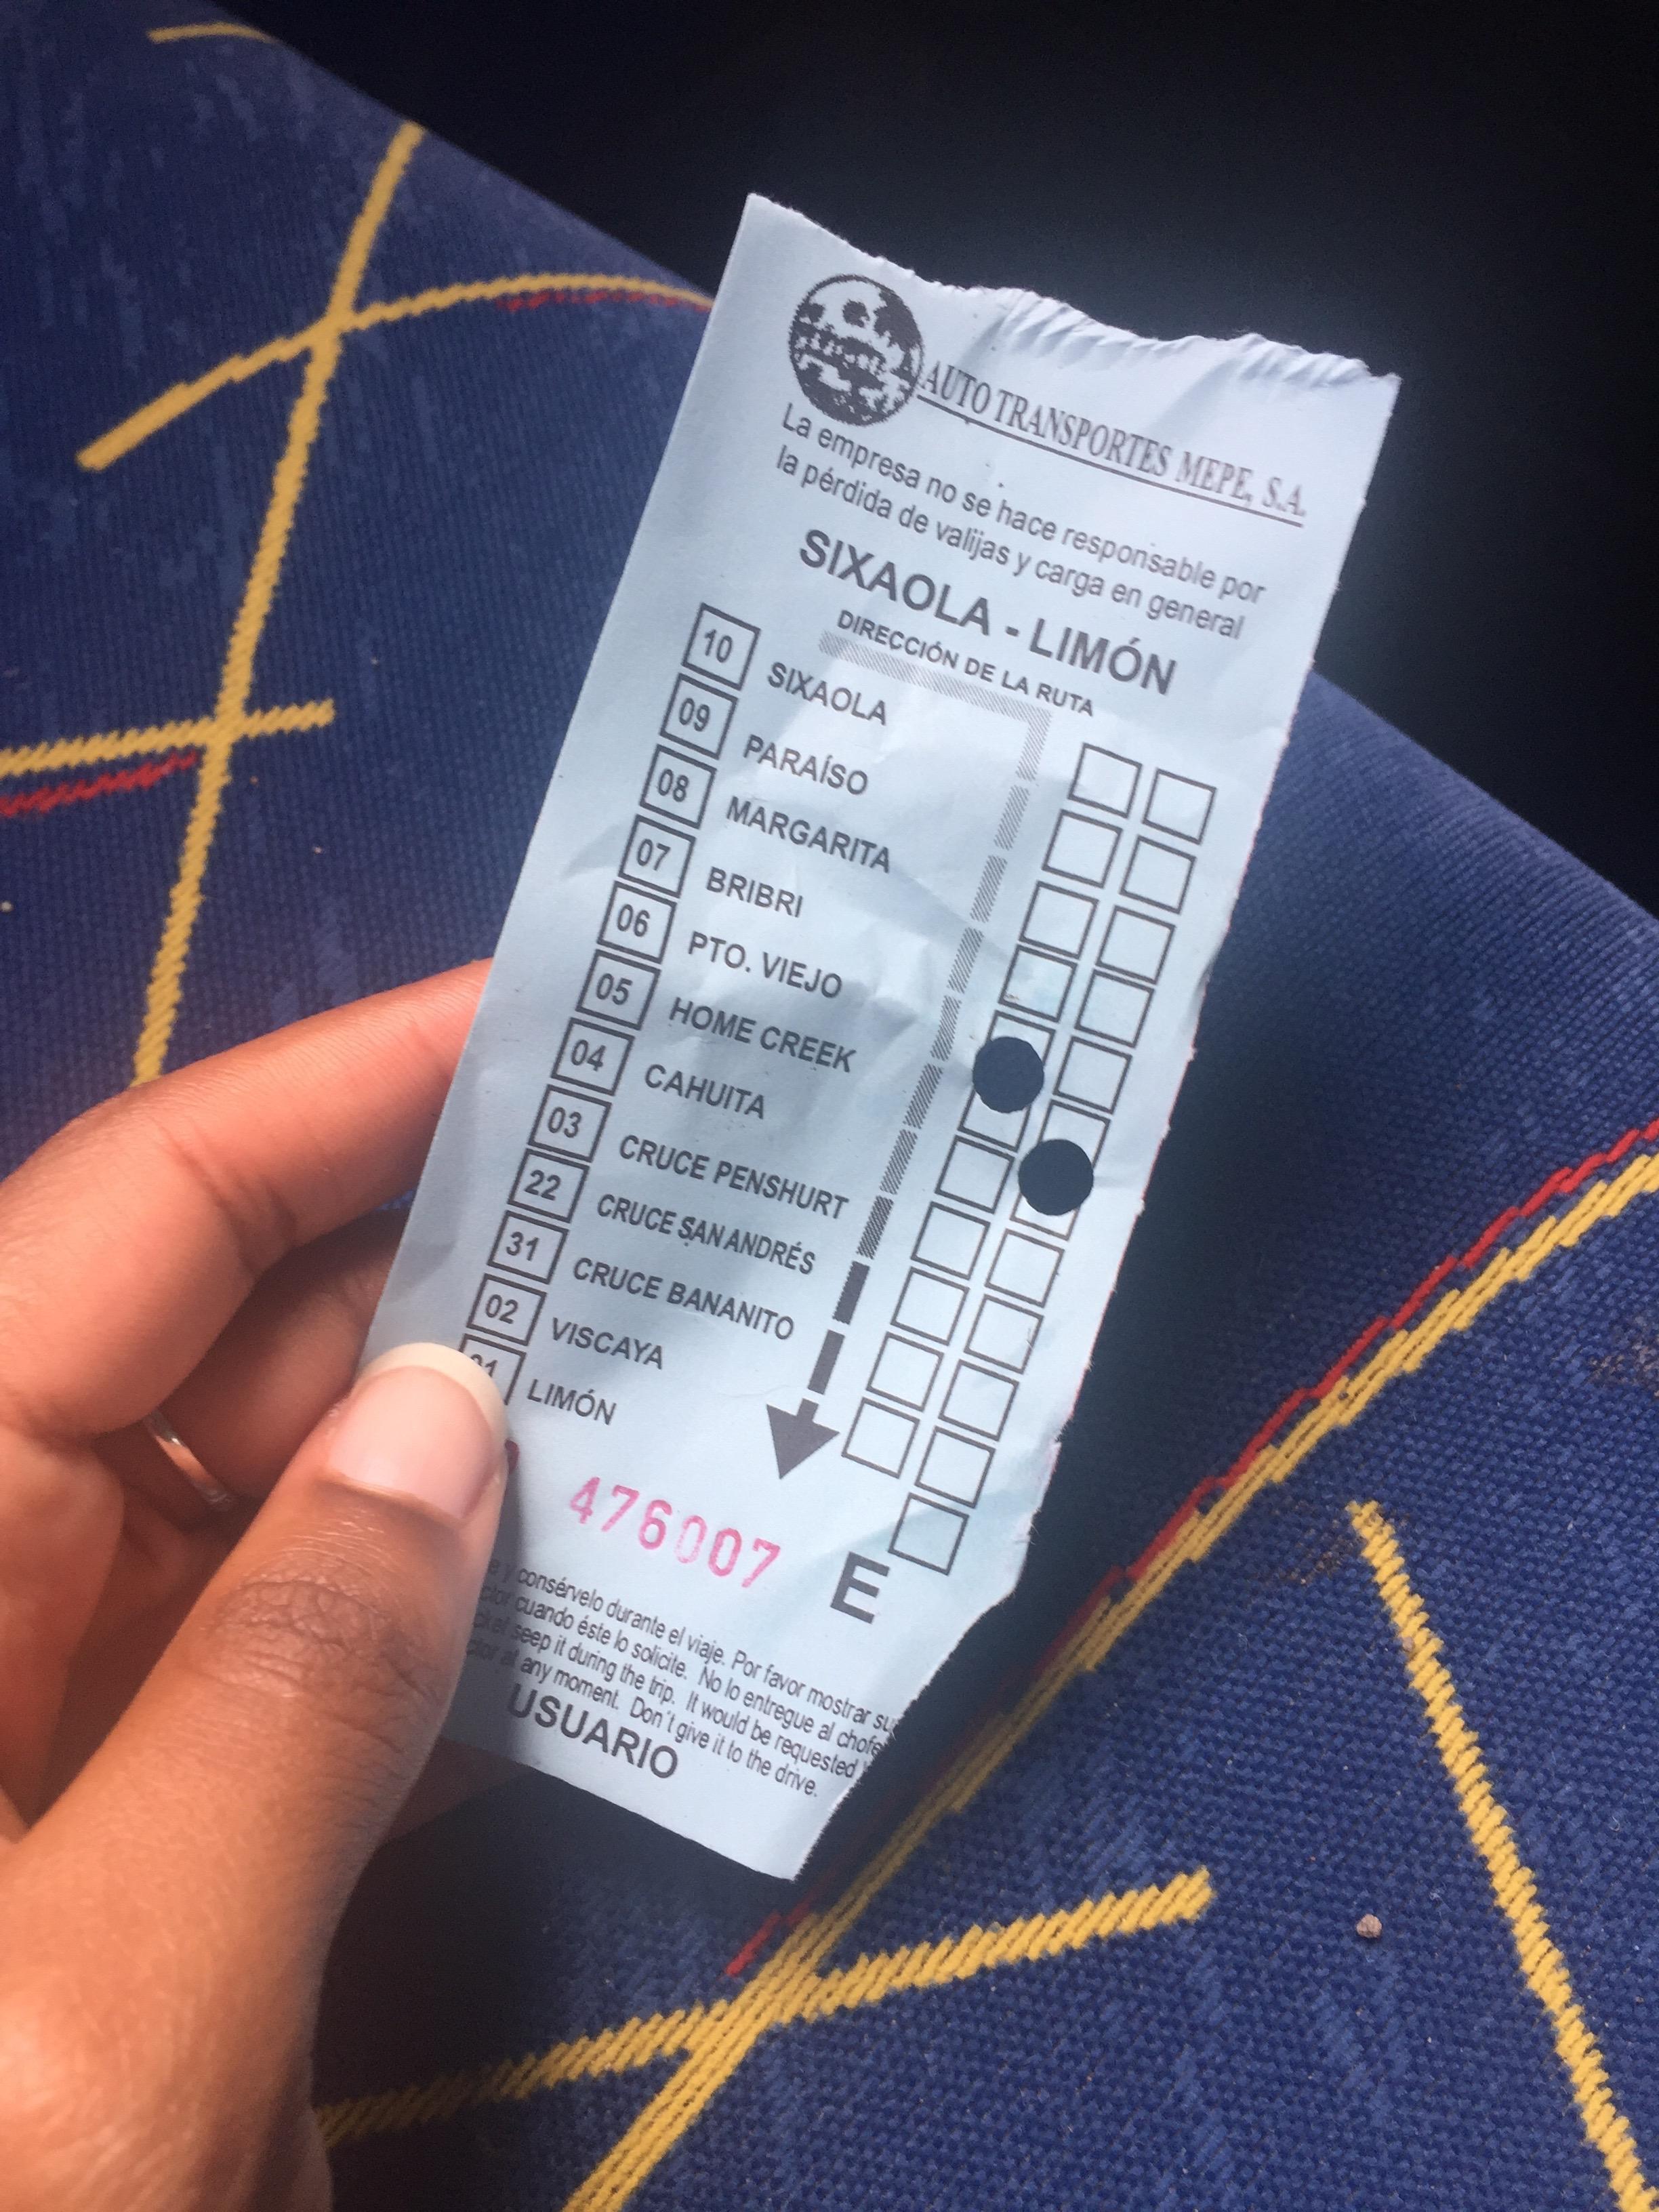 AUTO TRANSPORTES MEPE, S.A.
La empresa no se hace responsable por
la pérdida de valijas y carga en general
SIXAOLA - LIMÓN
DIRECCIÓN DE LA RUTA
10 SIXAOLA
09 PARAÍSO
08 MARGARITA
07 BRIBRI
06 PTO. VIEJO
05 HOME CREEK
04 CAHUITA
03 CRUCE PENSHURT
22 CRUCE SAN ANDRÉS
31 CRUCE BANANITO
02 VISCAYA
01 LIMÓN
476007
E
y consérvelo durante el viaje. Por favor mostrar su
cuando éste lo solicite. No lo entregue al chofe
seep it during the trip. It would be requested
any moment. Don't give it to the drive.
USUARIO